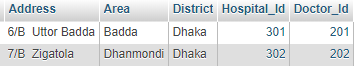 Address Area District Hospital_Id Doctor_Id
6/B Uttor Badda Badda Dhaka 301 201
7/B Zigatola Dhanmondi Dhaka 302 202